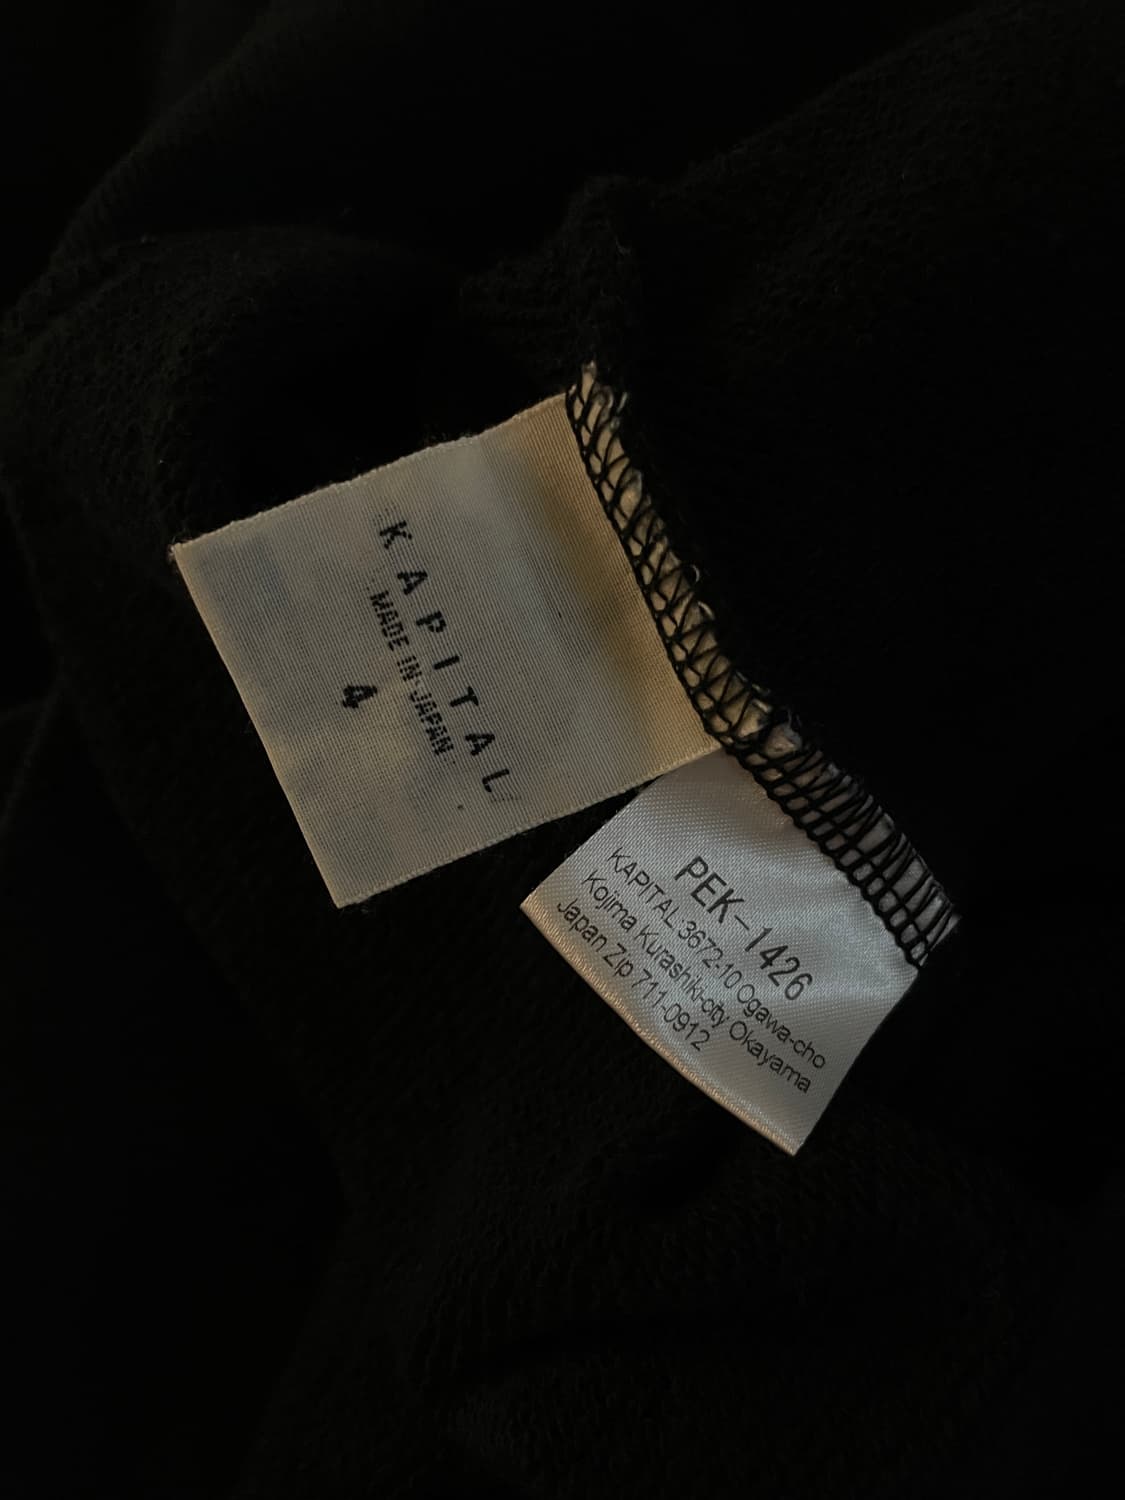 KAPITAL
MADE IN JAPAN
4
PEK-1426
KAPITAL 3672-10 Ogawa-cho
Kojima Kurashiki-city Okayama
Japan Zip 711-0912